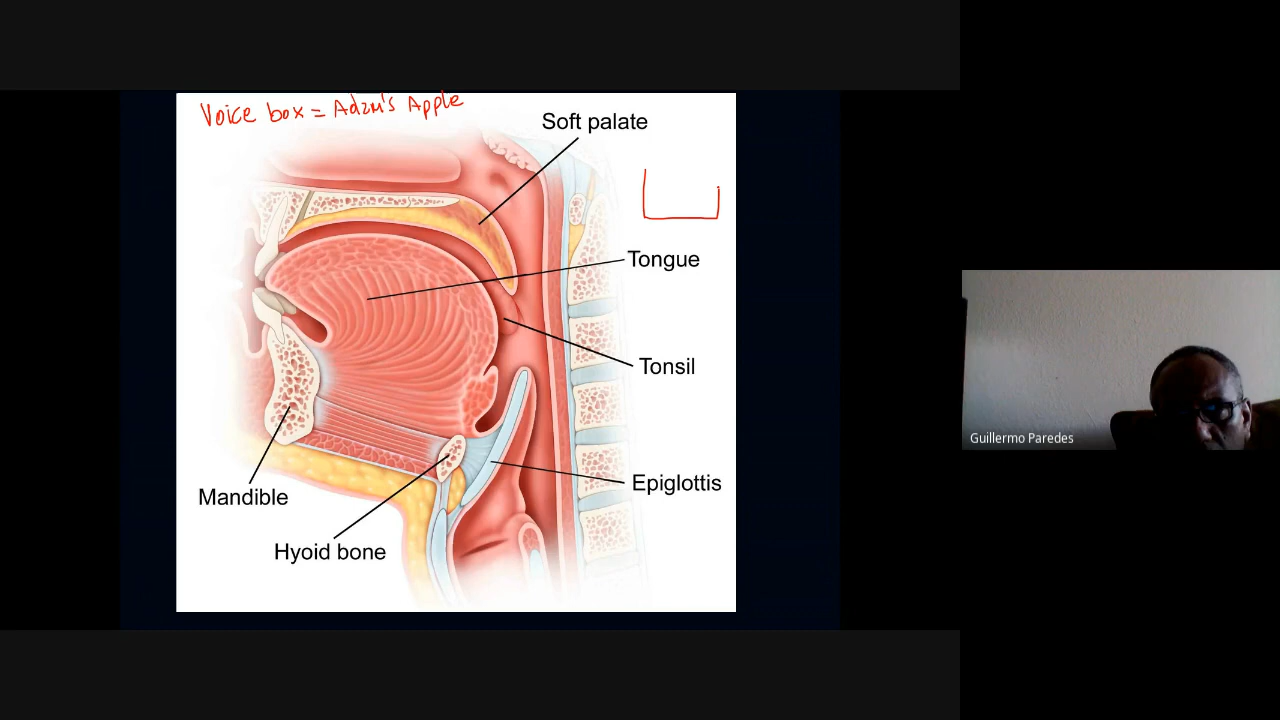 Voice box = Adam's Apple
Soft palate
Tongue
Tonsil
Epiglottis
Mandible
Hyoid bone
Guillermo Paredes